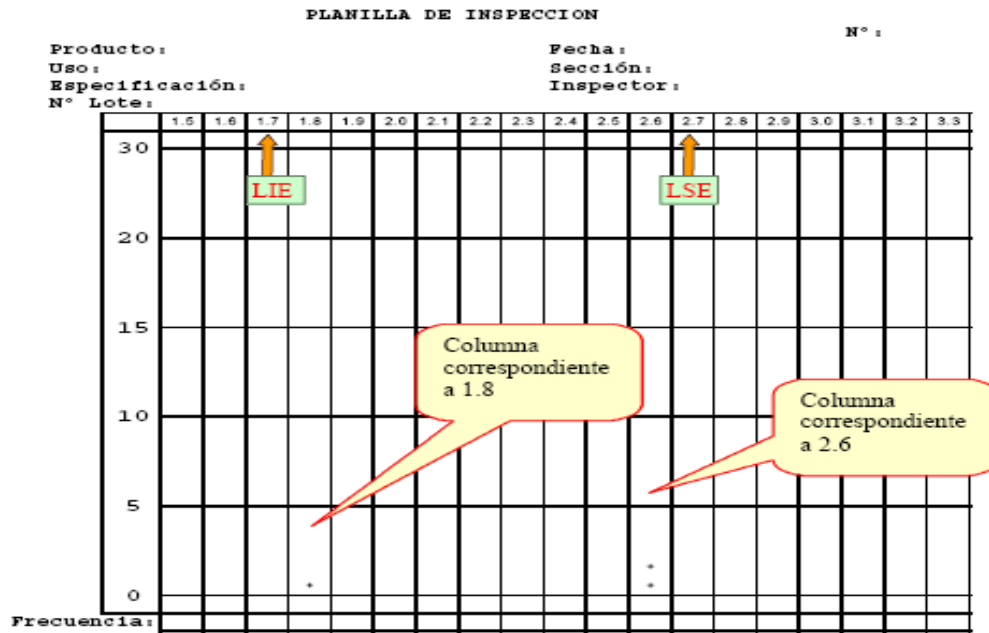 PLANILLA DE INSPECCION
Nº:
Producto: Fecha:
Uso: Sección:
Especificación: Inspector:
Nº Lote:
1.5 1.6 1.7 1.8 1.9 2.0 2.1 2.2 2.3 2.4 2.5 2.6 2.7 2.8 2.9 3.0 3.1 3.2 3.3
30
LIE LSE
20
15
Columna
correspondiente
a 1.8
Columna
correspondiente
a 2.6
10
5
0
Frecuencia: